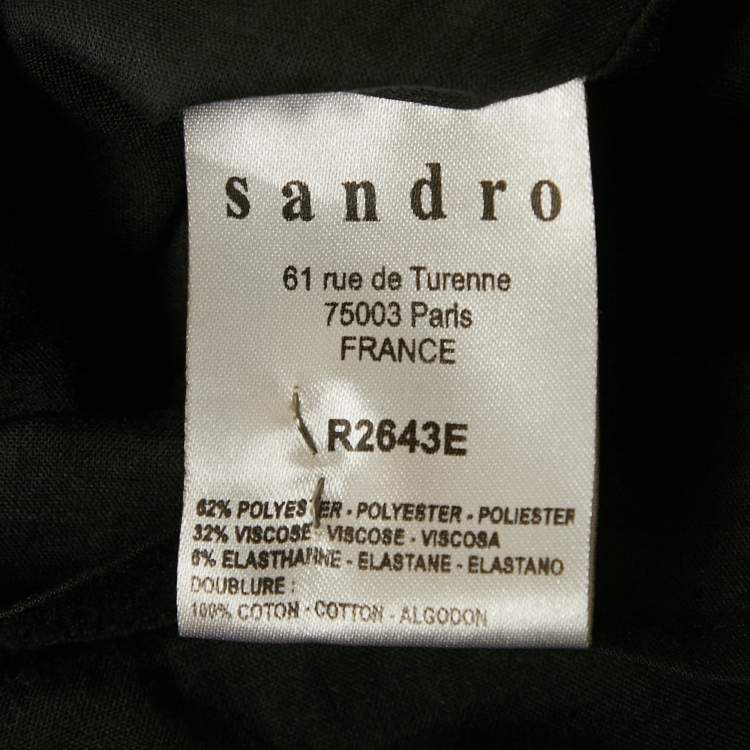 sandro
61 rue de Turenne
75003 Paris
FRANCE
R2643E
62% POLYESTER - POLYESTER - POLIESTER
32% VISCOSE - VISCOSE - VISCOSA
6% ELASTHANNE - ELASTANE - ELASTANO
DOUBLURE :
100% COTON - COTTON - ALGODON